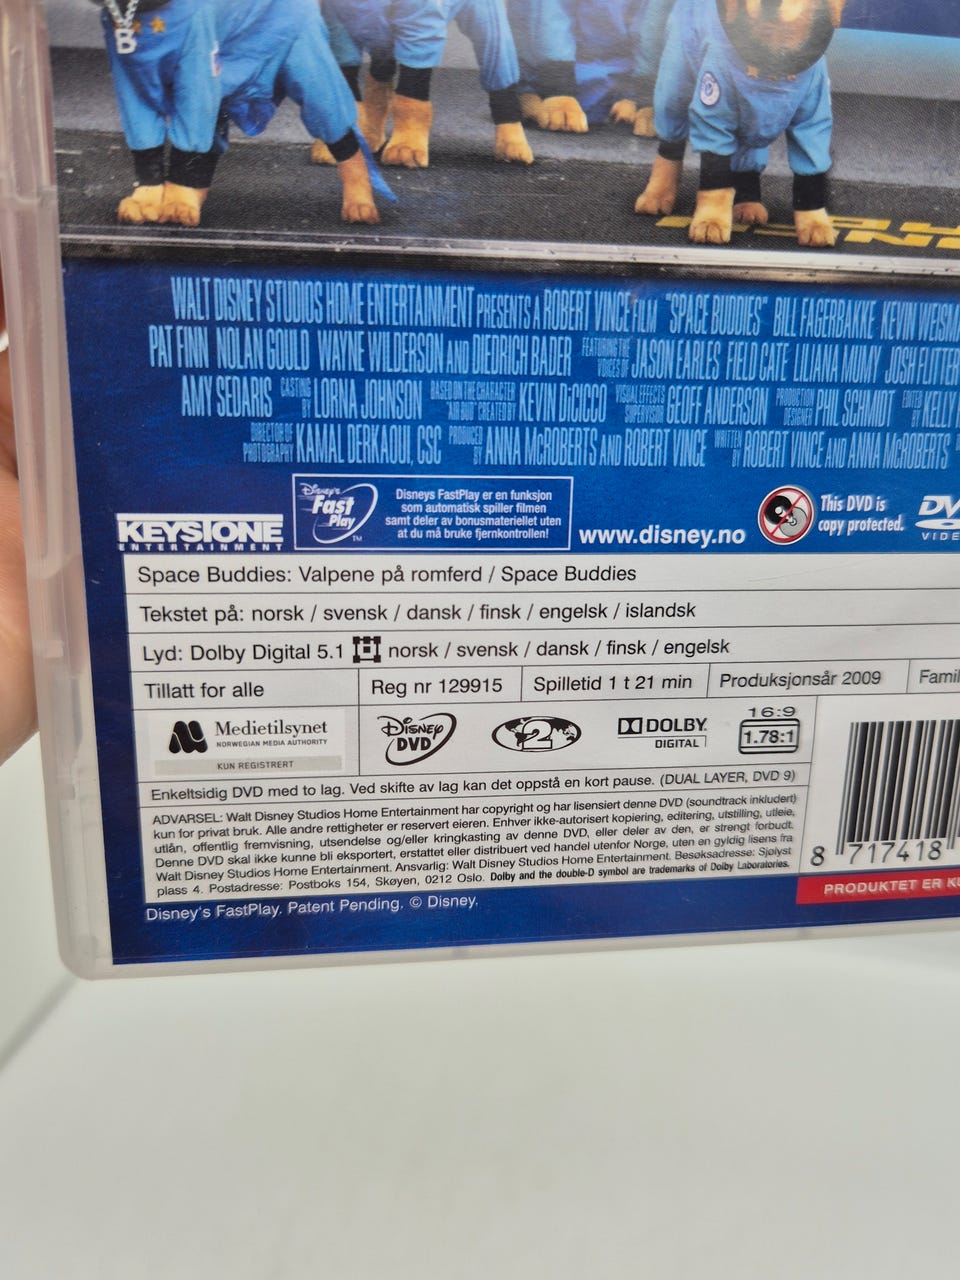 B
WALT DISNEY STUDIOS HOME ENTERTAINMENT PRESENTS A ROBERT VINCE FILM "SPACE BUDDIES" BILL FAGERBAKKE KEVIN WEISM
PAT FINN NOLAN GOULD WAYNE WILDERSON AND DIEDRICH BADER FEATURING THE VOICES OF JASON EARLES FIELD CATE LILIANA MUMY JOSH FLITTER
AMY SEDARIS CASTING BY LORNA JOHNSON BASED ON THE CHARACTER "AIR BUD" CREATED BY KEVIN DiCICCO VISUAL EFFECTS SUPERVISOR GEOFF ANDERSON PRODUCTION DESIGNER PHIL SCHMIDT EDITED BY KELLY
DIRECTOR OF PHOTOGRAPHY KAMAL DERKAOUI, CSC PRODUCED BY ANNA McROBERTS AND ROBERT VINCE WRITTEN BY ROBERT VINCE AND ANNA McROBERTS
KEYSTONE
ENTERTAINMENT
Disney's
Fast
Play
TM
Disneys FastPlay er en funksjon
som automatisk spiller filmen
samt deler av bonusmateriellet uten
at du må bruke fjernkontrollen!
www.disney.no
This DVD is
copy protected.
DV
VIDE
Space Buddies: Valpene på romferd / Space Buddies
Tekstet på: norsk / svensk / dansk / finsk / engelsk / islandsk
Lyd: Dolby Digital 5.1 norsk / svensk / dansk / finsk / engelsk
Tillatt for alle Reg nr 129915 Spilletid 1 t 21 min Produksjonsår 2009 Famil
Medietilsynet
NORWEGIAN MEDIA AUTHORITY
KUN REGISTRERT
Disney
DVD
2
DOLBY
DIGITAL
16:9
1.78:1
Enkeltsidig DVD med to lag. Ved skifte av lag kan det oppstå en kort pause. (DUAL LAYER, DVD 9)
ADVARSEL: Walt Disney Studios Home Entertainment har copyright og har lisensiert denne DVD (soundtrack inkludert)
kun for privat bruk. Alle andre rettigheter er reservert eieren. Enhver ikke-autorisert kopiering, editering, utstilling, utleie,
utlån, offentlig fremvisning, utsendelse og/eller kringkasting av denne DVD, eller deler av den, er strengt forbudt.
Denne DVD skal ikke kunne bli eksportert, erstattet eller distribuert ved handel utenfor Norge, uten en gyldig lisens fra
Walt Disney Studios Home Entertainment. Ansvarlig: Walt Disney Studios Home Entertainment. Besøksadresse: Sjølyst
plass 4. Postadresse: Postboks 154, Skøyen, 0212 Oslo. Dolby and the double-D symbol are trademarks of Dolby Laboratories.
8 717418
PRODUKTET ER KU
Disney's FastPlay. Patent Pending. © Disney.